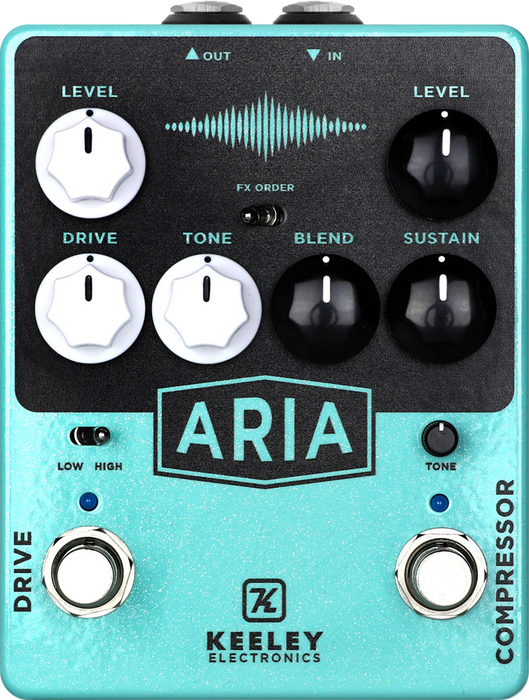 OUT IN
LEVEL LEVEL
FX ORDER
DRIVE TONE BLEND SUSTAIN
ARIA
LOW HIGH TONE
DRIVE
COMPRESSOR
KEELEY
ELECTRONICS